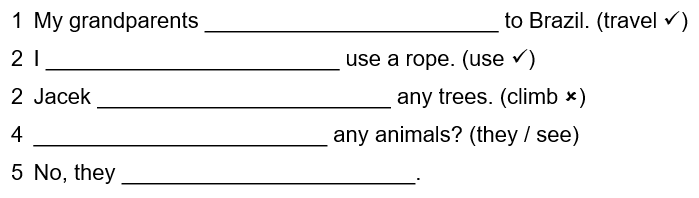 1 My grandparents _________________________ to Brazil. (travel ✓)
2 I _________________________ use a rope. (use ✓)
2 Jacek _________________________ any trees. (climb ×)
4 _________________________ any animals? (they / see)
5 No, they _________________________.